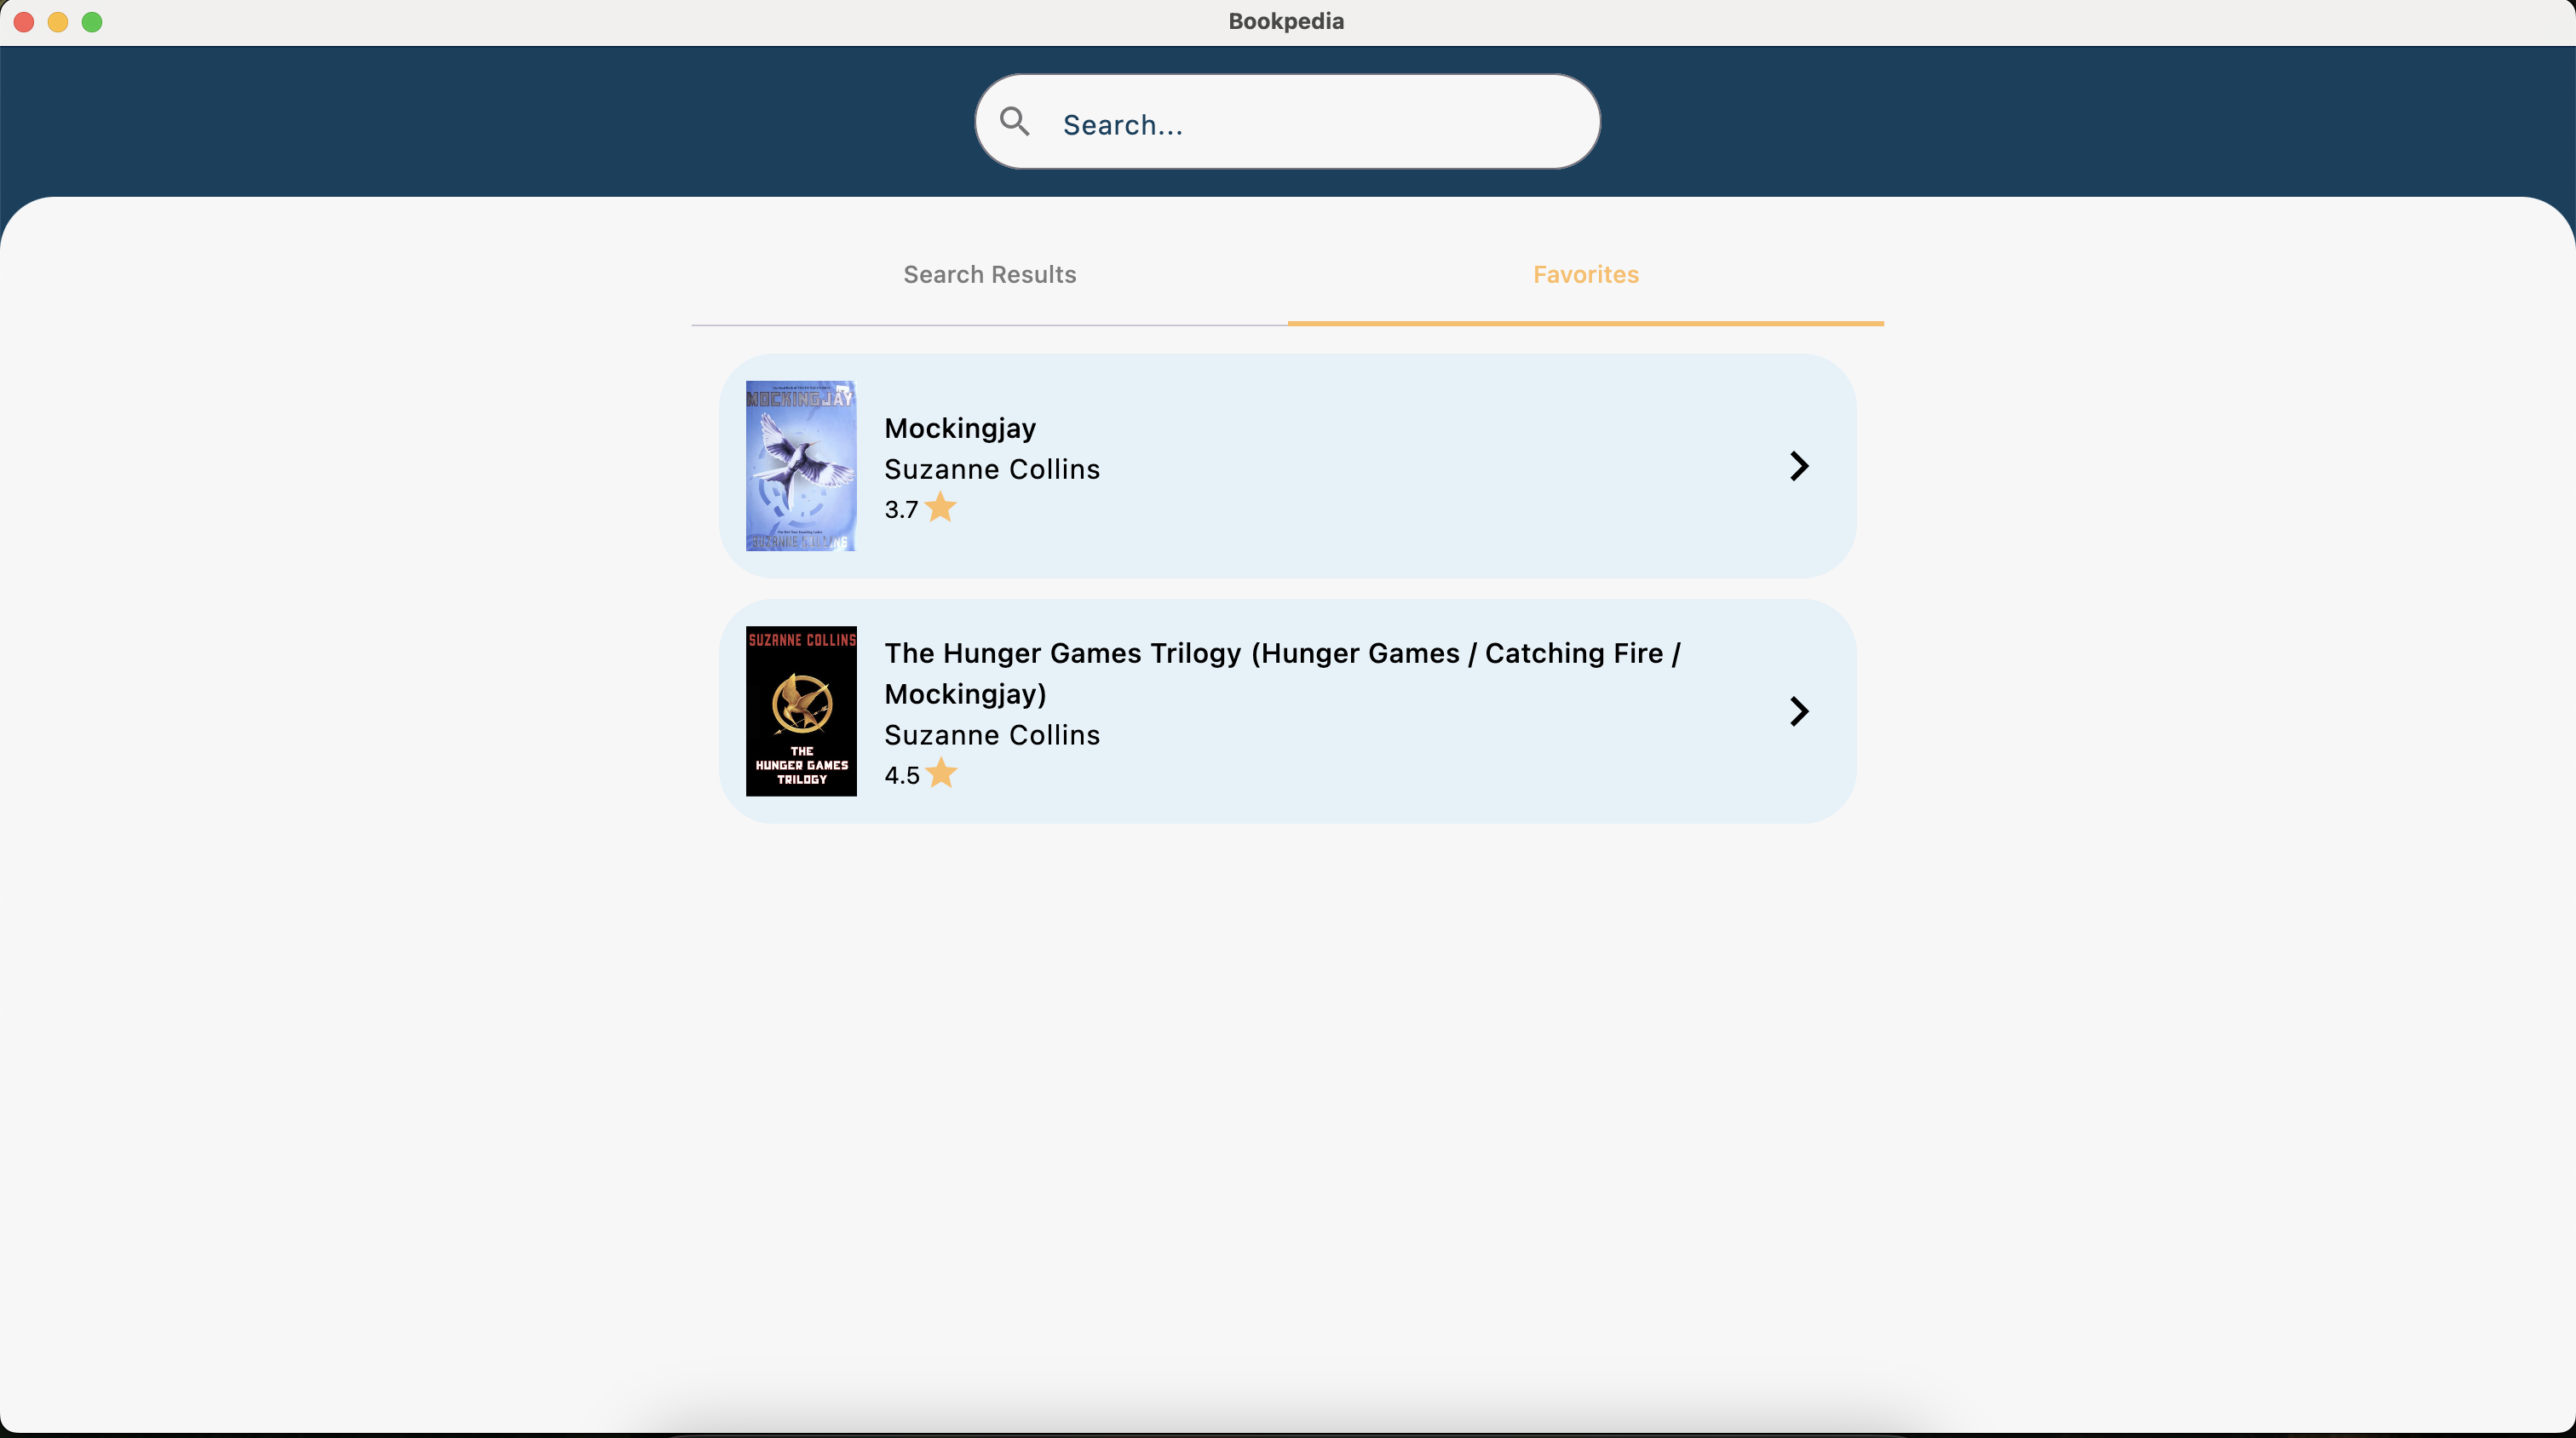 Bookpedia
Search...
Search Results
Favorites
MOCKINGJAY
Mockingjay
Suzanne Collins
3.7
SUZANNE COLLINS
SUZANNE COLLINS
THE
HUNGER GAMES
TRILOGY
The Hunger Games Trilogy (Hunger Games / Catching Fire /
Mockingjay)
Suzanne Collins
4.5